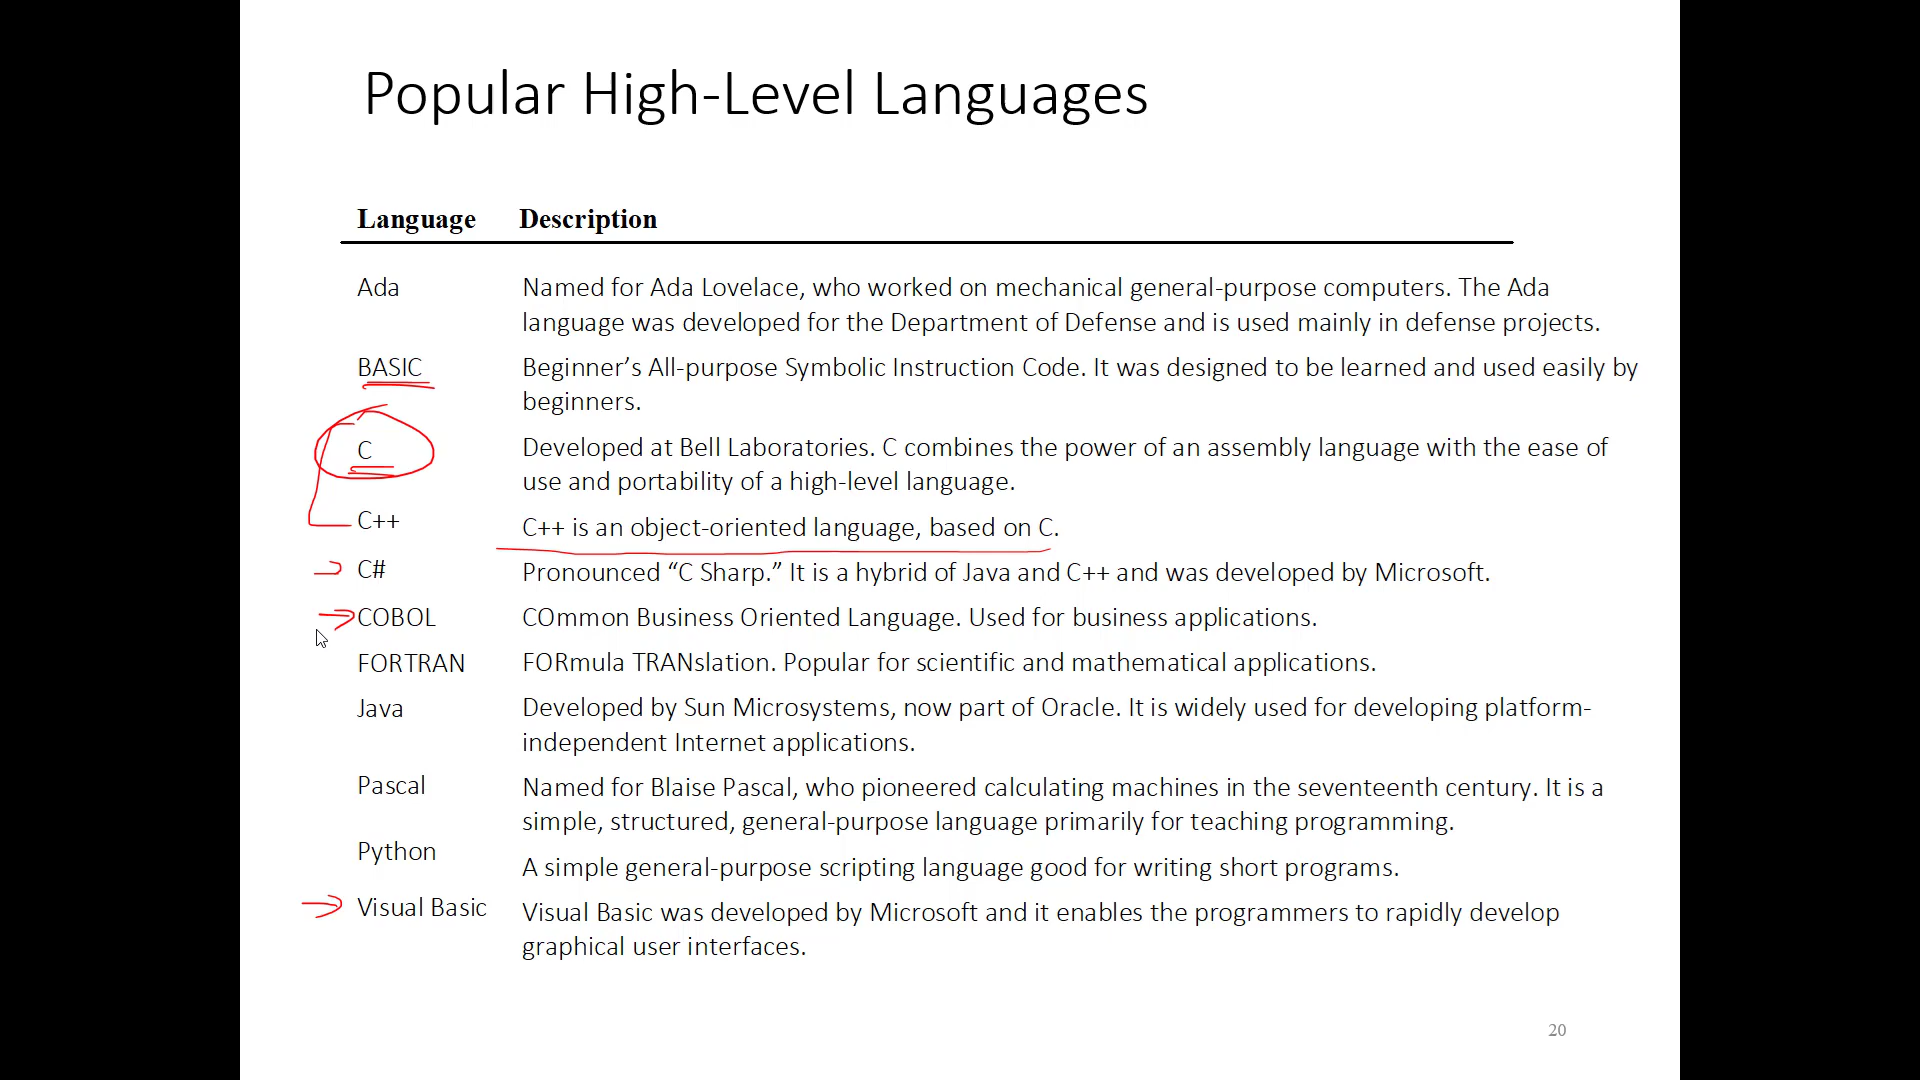 Popular High-Level Languages
Language Description
Ada Named for Ada Lovelace, who worked on mechanical general-purpose computers. The Ada
language was developed for the Department of Defense and is used mainly in defense projects.
BASIC Beginner’s All-purpose Symbolic Instruction Code. It was designed to be learned and used easily by
beginners.
C Developed at Bell Laboratories. C combines the power of an assembly language with the ease of
use and portability of a high-level language.
C++ C++ is an object-oriented language, based on C.
C# Pronounced “C Sharp.” It is a hybrid of Java and C++ and was developed by Microsoft.
COBOL COmmon Business Oriented Language. Used for business applications.
FORTRAN FORmula TRANslation. Popular for scientific and mathematical applications.
Java Developed by Sun Microsystems, now part of Oracle. It is widely used for developing platform-
independent Internet applications.
Pascal Named for Blaise Pascal, who pioneered calculating machines in the seventeenth century. It is a
simple, structured, general-purpose language primarily for teaching programming.
Python A simple general-purpose scripting language good for writing short programs.
Visual Basic Visual Basic was developed by Microsoft and it enables the programmers to rapidly develop
graphical user interfaces.
20